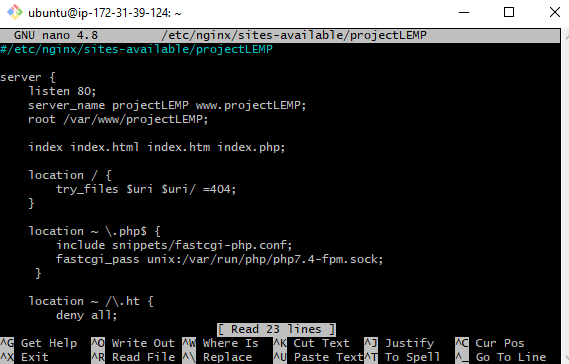 ubuntu@ip-172-31-39-124: ~
GNU nano 4.8 /etc/nginx/sites-available/projectLEMP
#/etc/nginx/sites-available/projectLEMP
server {
listen 80;
server_name projectLEMP www.projectLEMP;
root /var/www/projectLEMP;
index index.html index.htm index.php;
location / {
try_files $uri $uri/ =404;
}
location ~ \.php$ {
include snippets/fastcgi-php.conf;
fastcgi_pass unix:/var/run/php/php7.4-fpm.sock;
}
location ~ /\.ht {
deny all;
[ Read 23 lines ]
^G Get Help ^O Write Out ^W Where Is ^K Cut Text ^J Justify ^C Cur Pos
^X Exit ^R Read File ^\ Replace ^U Paste Text ^T To Spell ^_ Go To Line